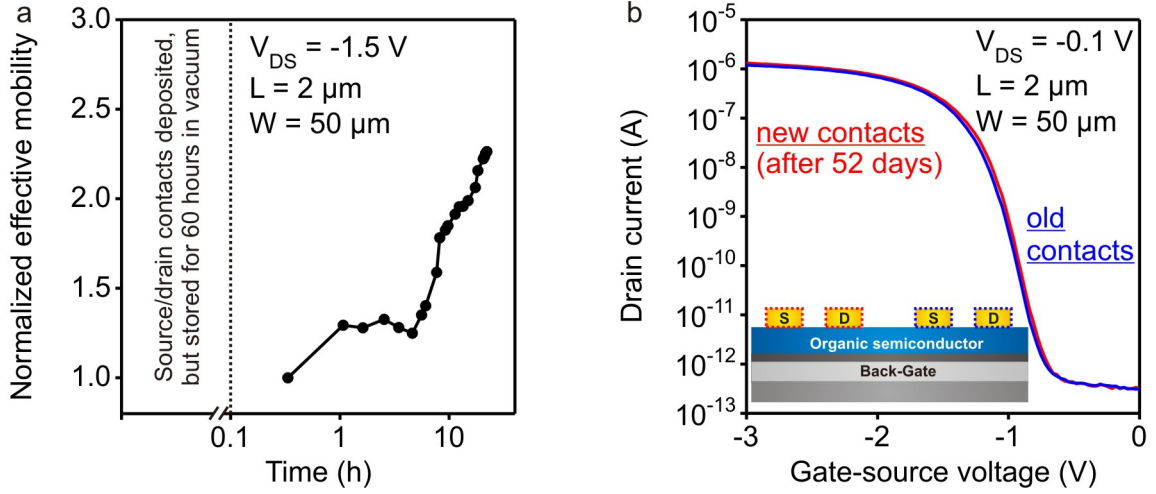 a
Normalized effective mobility
3.0
2.5
2.0
1.5
1.0
Source/drain contacts deposited,
but stored for 60 hours in vacuum
V_DS = -1.5 V
L = 2 µm
W = 50 µm
0.1
1
10
Time (h)
b
Drain current (A)
10⁻⁵
10⁻⁶
10⁻⁷
10⁻⁸
10⁻⁹
10⁻¹⁰
10⁻¹¹
10⁻¹²
10⁻¹³
V_DS = -0.1 V
L = 2 µm
W = 50 µm
new contacts
(after 52 days)
old
contacts
S D S D
Organic semiconductor
Back-Gate
-3
-2
-1
0
Gate-source voltage (V)